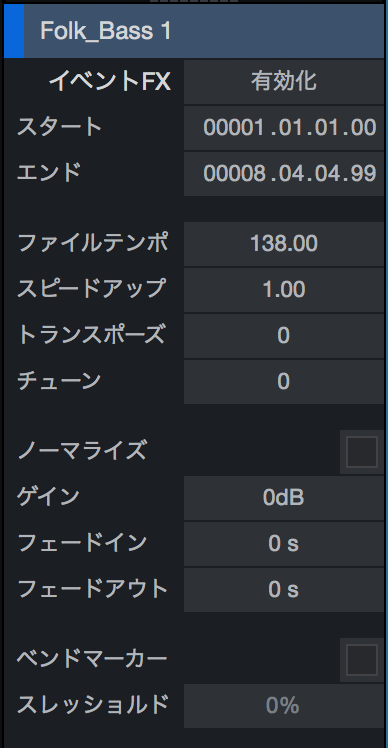 Folk_Bass 1
イベントFX 有効化
スタート 00001.01.01.00
エンド 00008.04.04.99
ファイルテンポ 138.00
スピードアップ 1.00
トランスポーズ 0
チューン 0
ノーマライズ
ゲイン 0dB
フェードイン 0 s
フェードアウト 0 s
ベンドマーカー
スレッショルド 0%